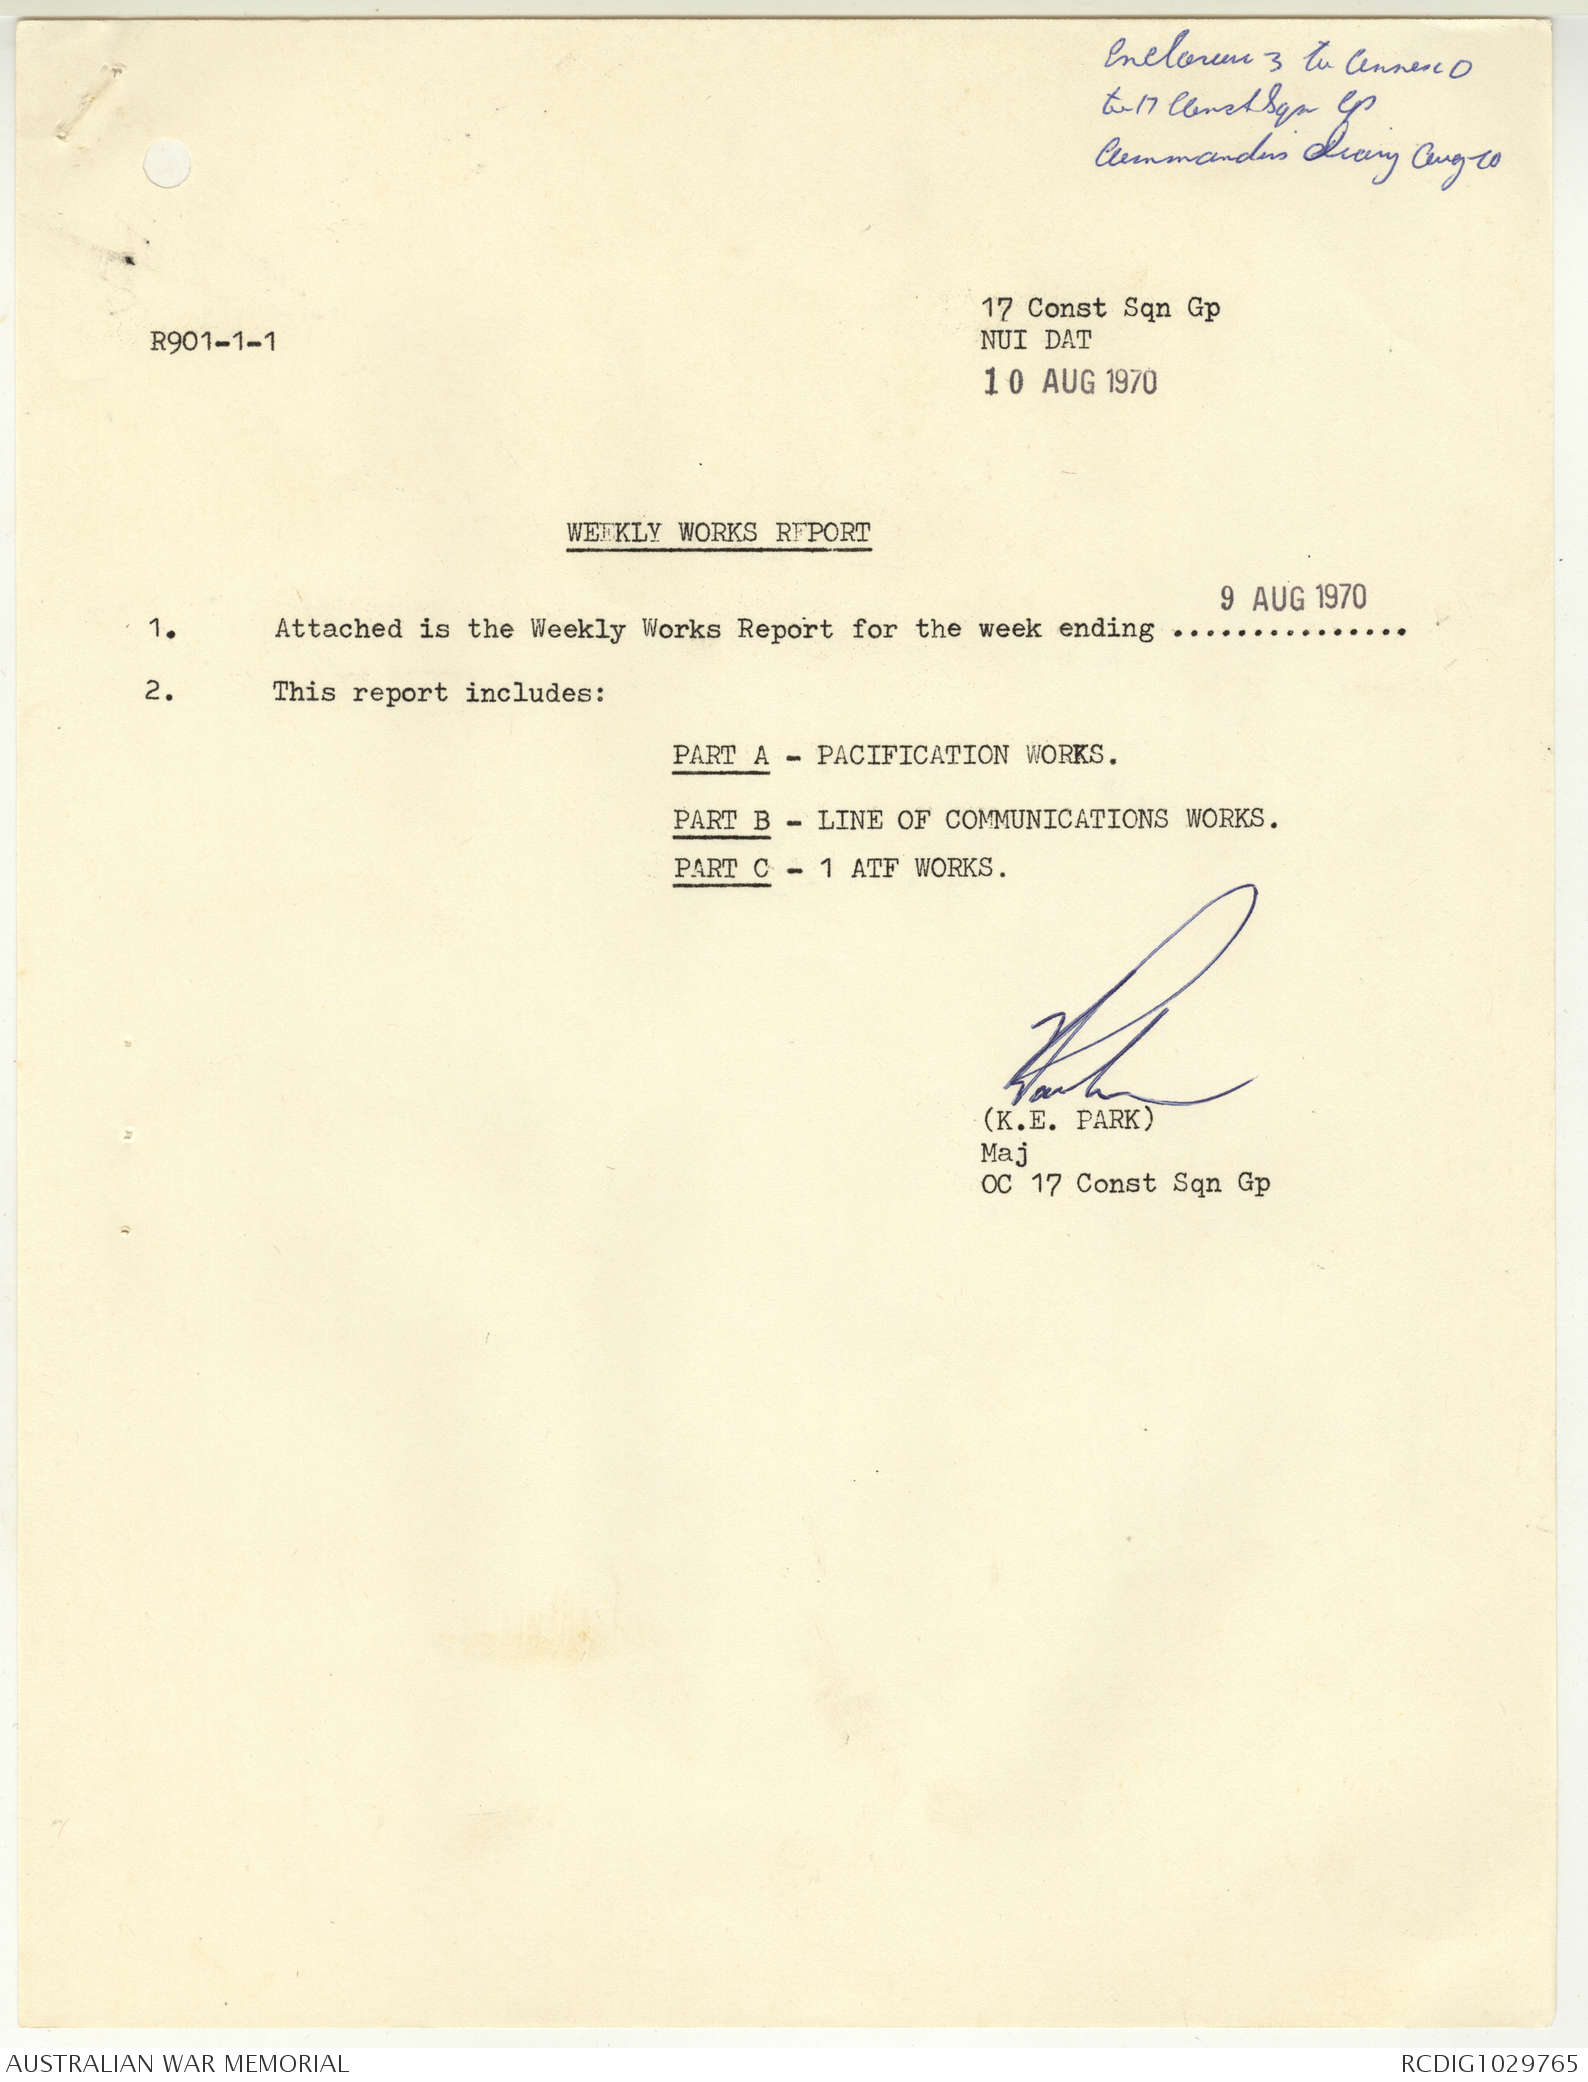 Enclosure 3 to Annex D
to 17 Const Sqn Gp
Commanders Diary Aug 70
17 Const Sqn Gp
R901-1-1
NUI DAT
10 AUG 1970
WEEKLY WORKS REPORT
9 AUG 1970
1. Attached is the Weekly Works Report for the week ending ...............
2. This report includes:
PART A - PACIFICATION WORKS.
PART B - LINE OF COMMUNICATIONS WORKS.
PART C - 1 ATF WORKS.
(K.E. PARK)
Maj
OC 17 Const Sqn Gp
AUSTRALIAN WAR MEMORIAL
RCDIG1029765